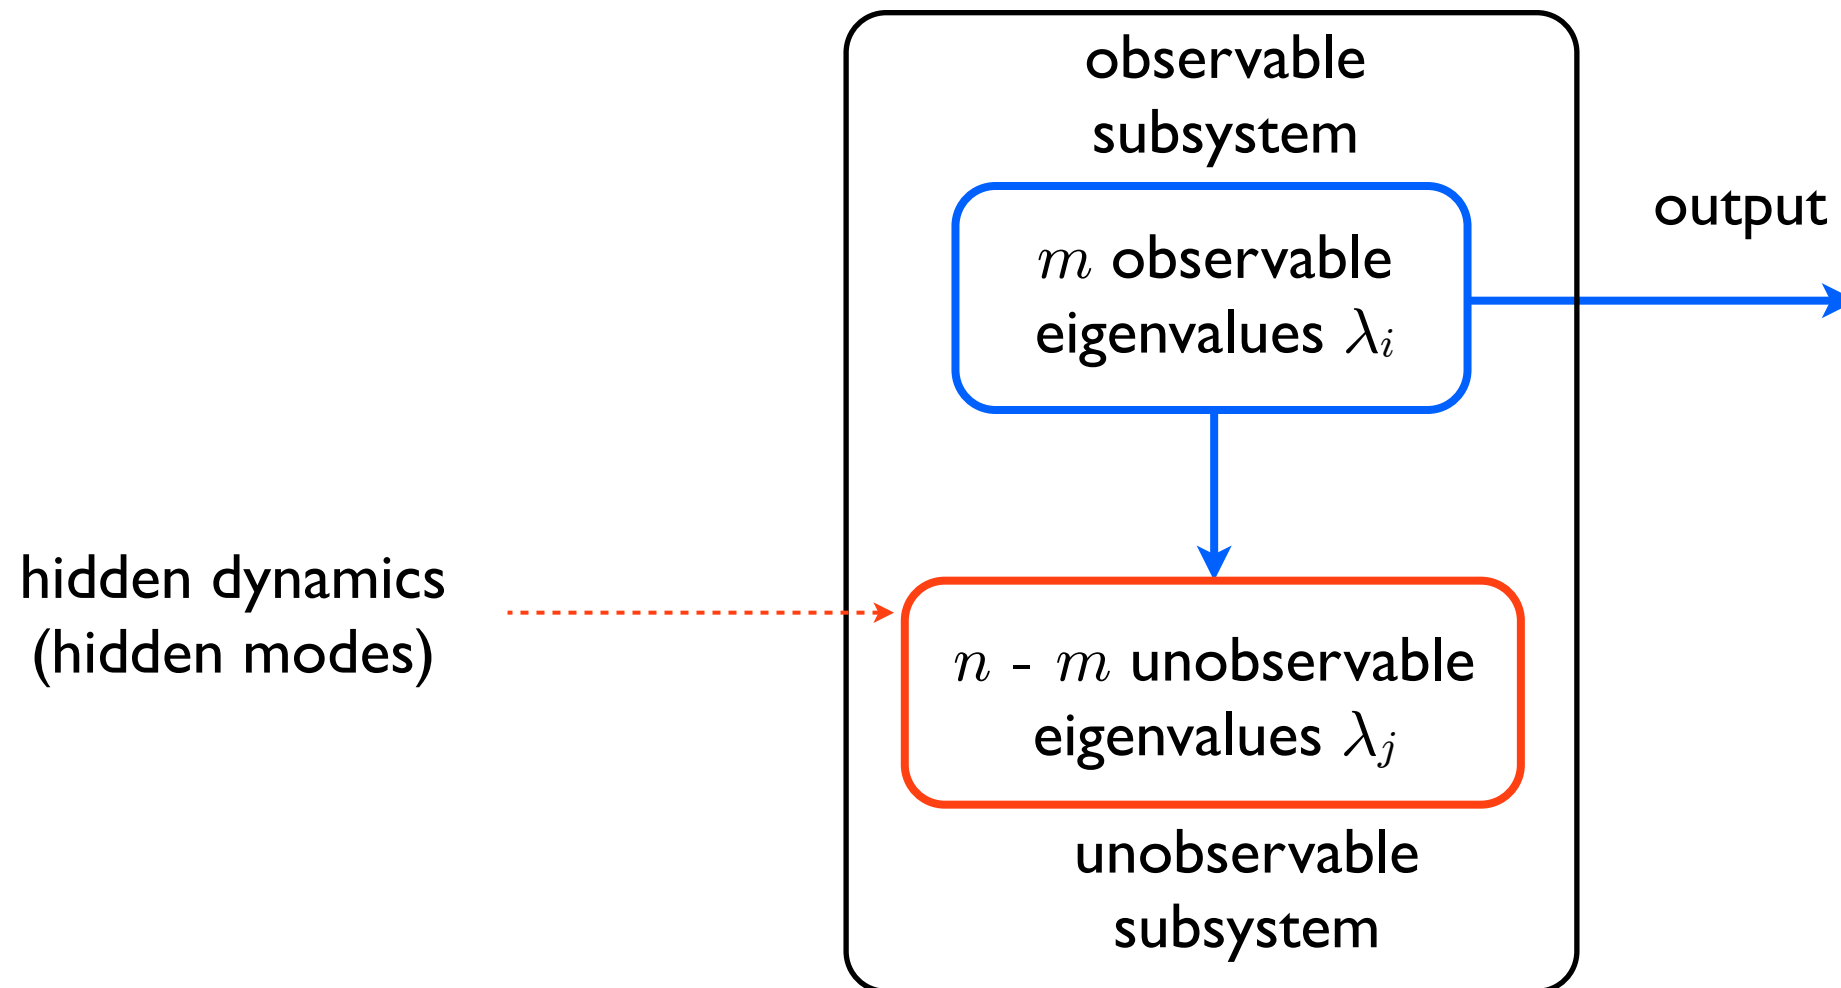 observable
subsystem
output
m observable
eigenvalues λᵢ
hidden dynamics
(hidden modes)
n - m unobservable
eigenvalues λⱼ
unobservable
subsystem